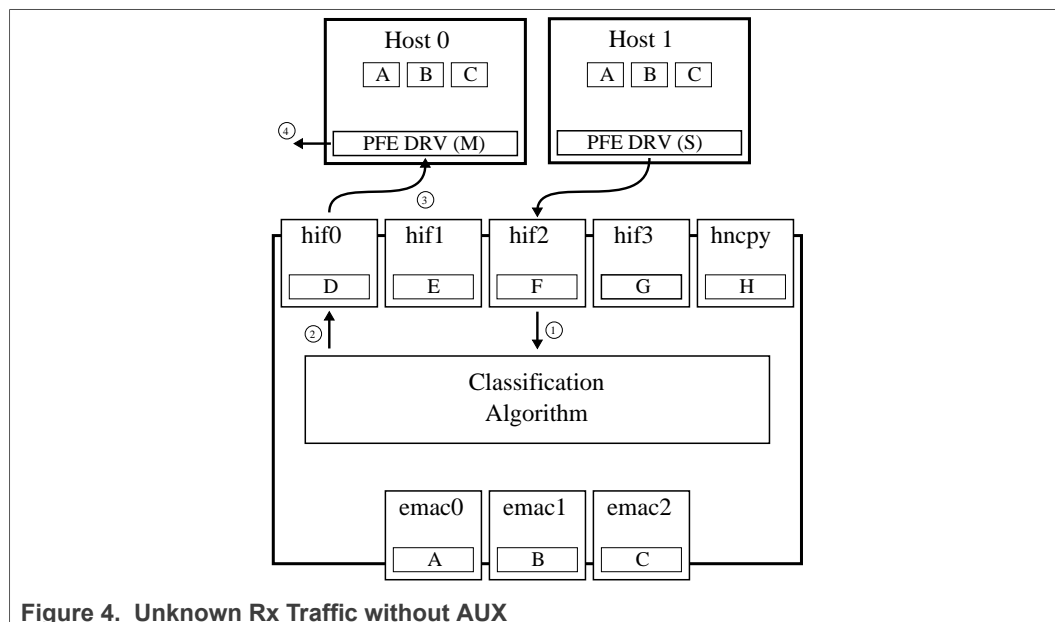 Host 0
A B C
PFE DRV (M)
4
Host 1
A B C
PFE DRV (S)
3
hif0 hif1 hif2 hif3 hncpy
D E F G H
2
1
Classification
Algorithm
emac0 emac1 emac2
A B C
Figure 4. Unknown Rx Traffic without AUX